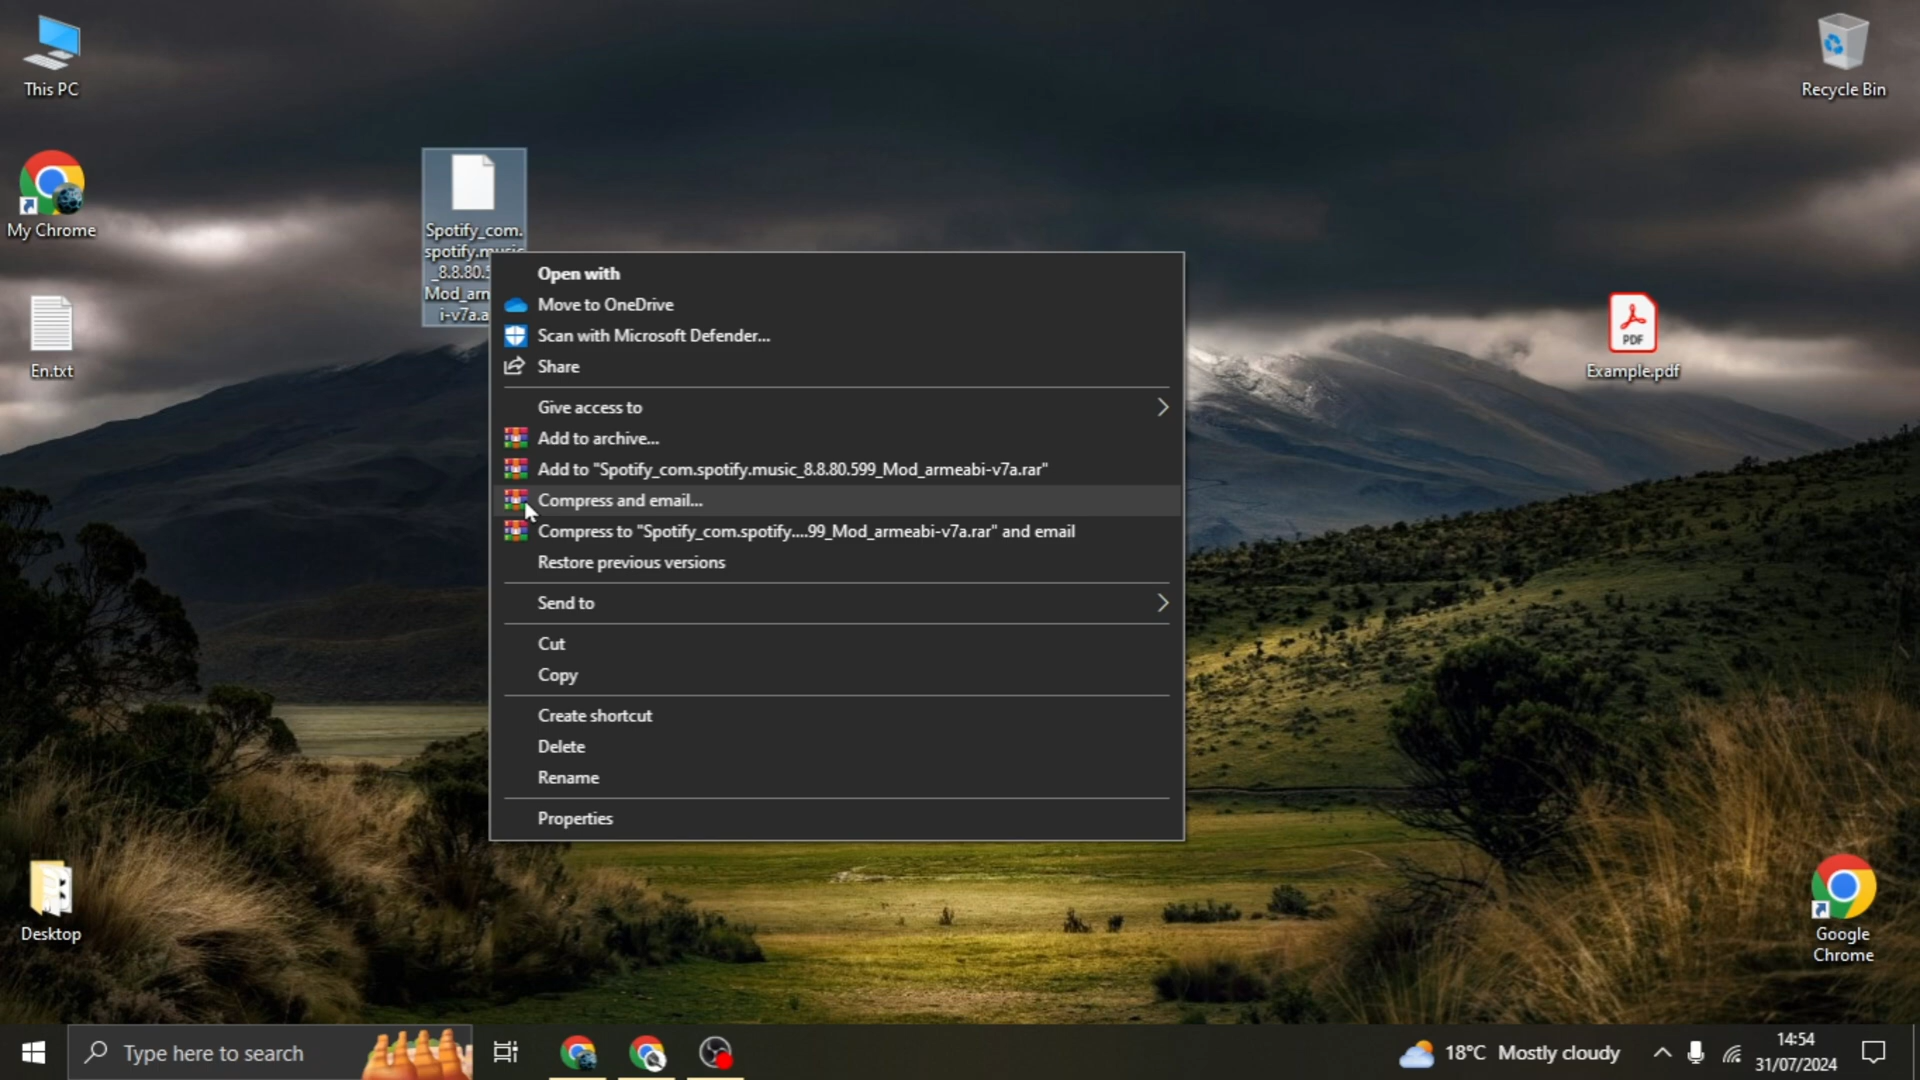 This PC
Recycle Bin
My Chrome
Spotify_com.
_8.8.80.
Mod_arm
i-v7a.a
Open with
Move to OneDrive
Scan with Microsoft Defender...
Share
Give access to
Add to archive...
Add to "Spotify_com.spotify.music_8.8.80.599_Mod_armeabi-v7a.rar"
Compress and email...
Compress to "Spotify_com.spotify....99_Mod_armeabi-v7a.rar" and email
Restore previous versions
Send to
Cut
Copy
Create shortcut
Delete
Rename
Properties
En.txt
PDF
Example.pdf
Desktop
Google
Chrome
Type here to search
18°C Mostly cloudy
14:54
31/07/2024